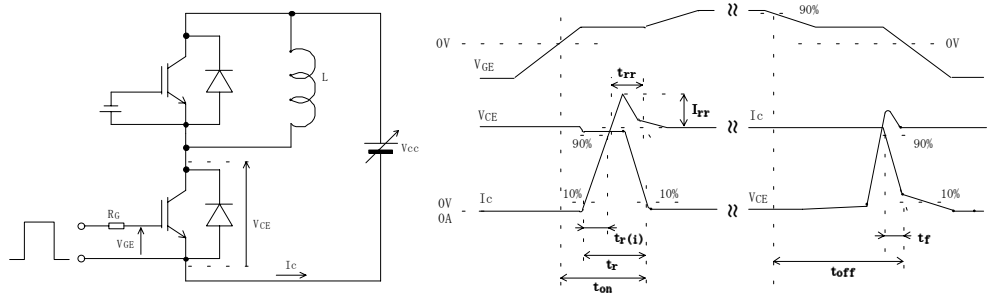 L
Vcc
RG
VGE
VCE
Ic
90%
0V
0V
VGE
trr
Irr
VCE
Ic
90%
90%
10%
10%
10%
Ic
0V
0A
VCE
tr(i)
tf
tr
toff
ton